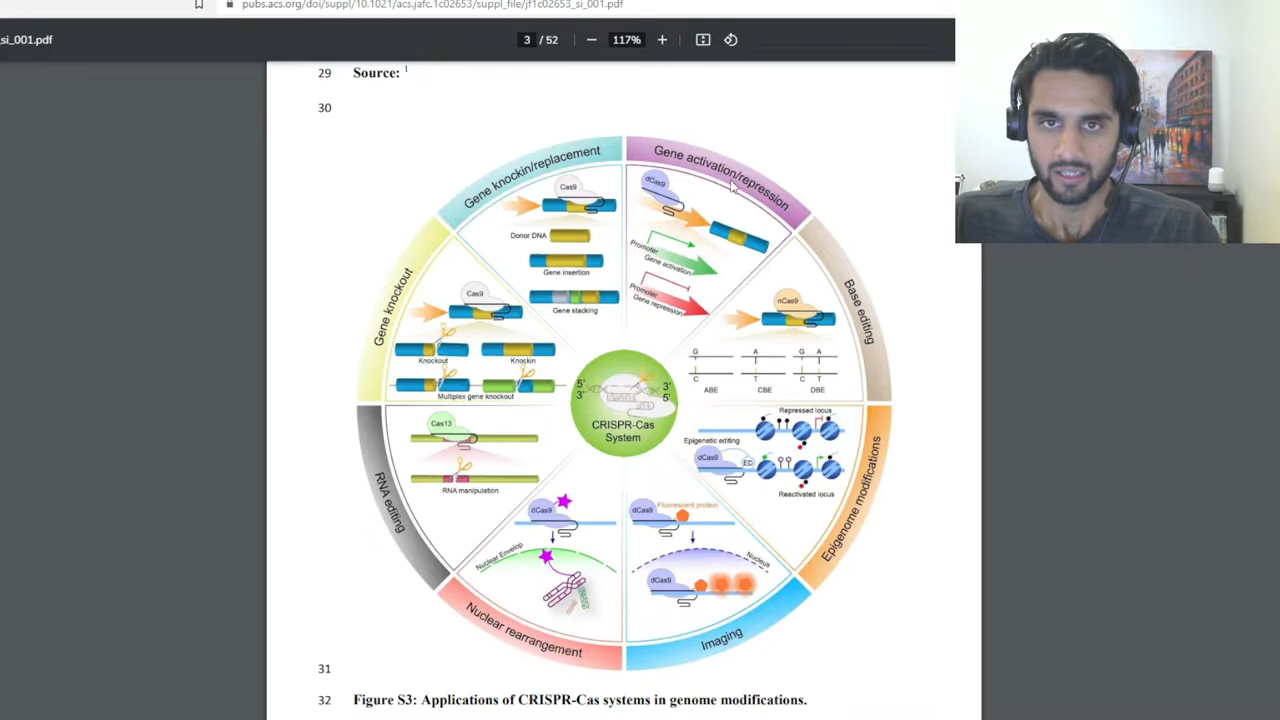 pubs.acs.org/doi/suppl/10.1021/acs.jafc.1c02653/suppl_file/jf1c02653_si_001.pdf
_si_001.pdf
3 / 52
117%
29 Source: 1
30
Gene knockin/replacement
Cas9
Donor DNA
Gene insertion
Gene stacking
Gene activation/repression
dCas9
Promoter
Gene activation
Promoter
Gene repression
Base editing
nCas9
G A G A
C T C T
ABE CBE DBE
Epigenome modifications
Repressed locus
Epigenetic editing
dCas9
ED
Reactivated locus
Imaging
dCas9
Fluorescent protein
Nucleus
dCas9
Nuclear rearrangement
dCas9
Nuclear Envelop
RNA editing
Cas13
RNA manipulation
Gene knockout
Cas9
Knockout
Knockin
Multiplex gene knockout
5' 3'
3' 5'
CRISPR-Cas
System
31
32 Figure S3: Applications of CRISPR-Cas systems in genome modifications.